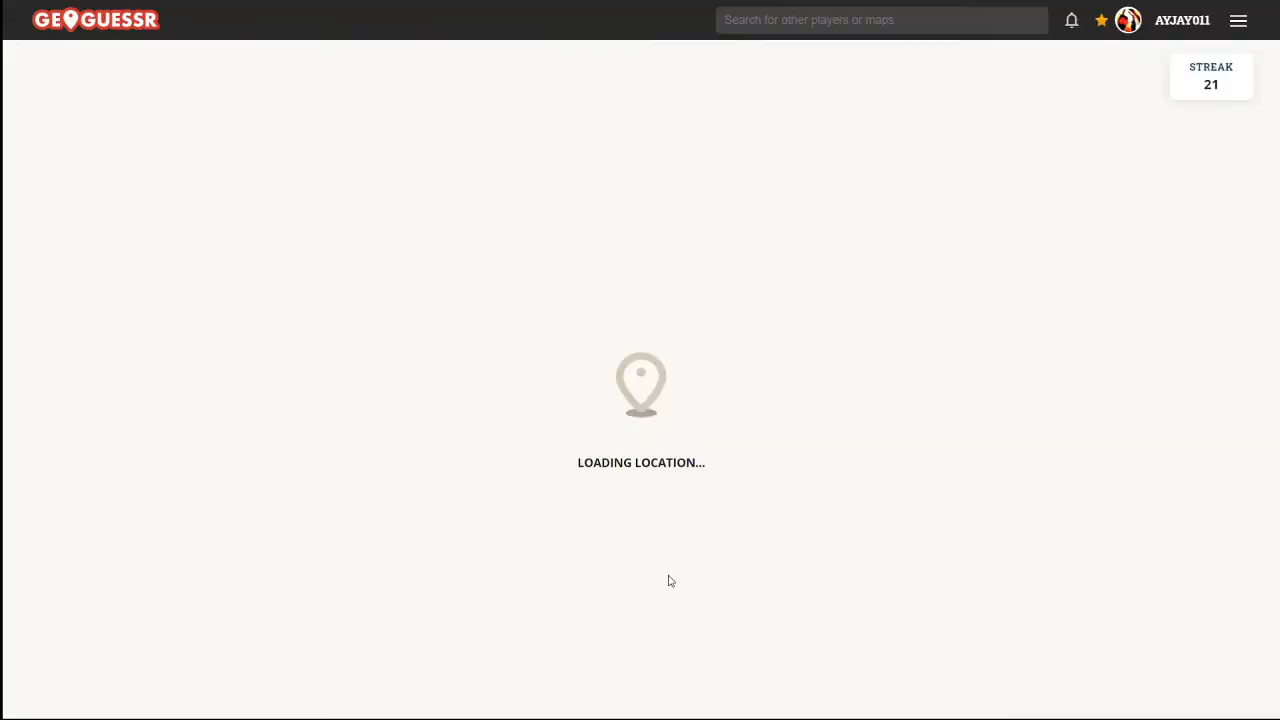 GEOGUESSR
Search for other players or maps
AYJAY011
STREAK
21
LOADING LOCATION...